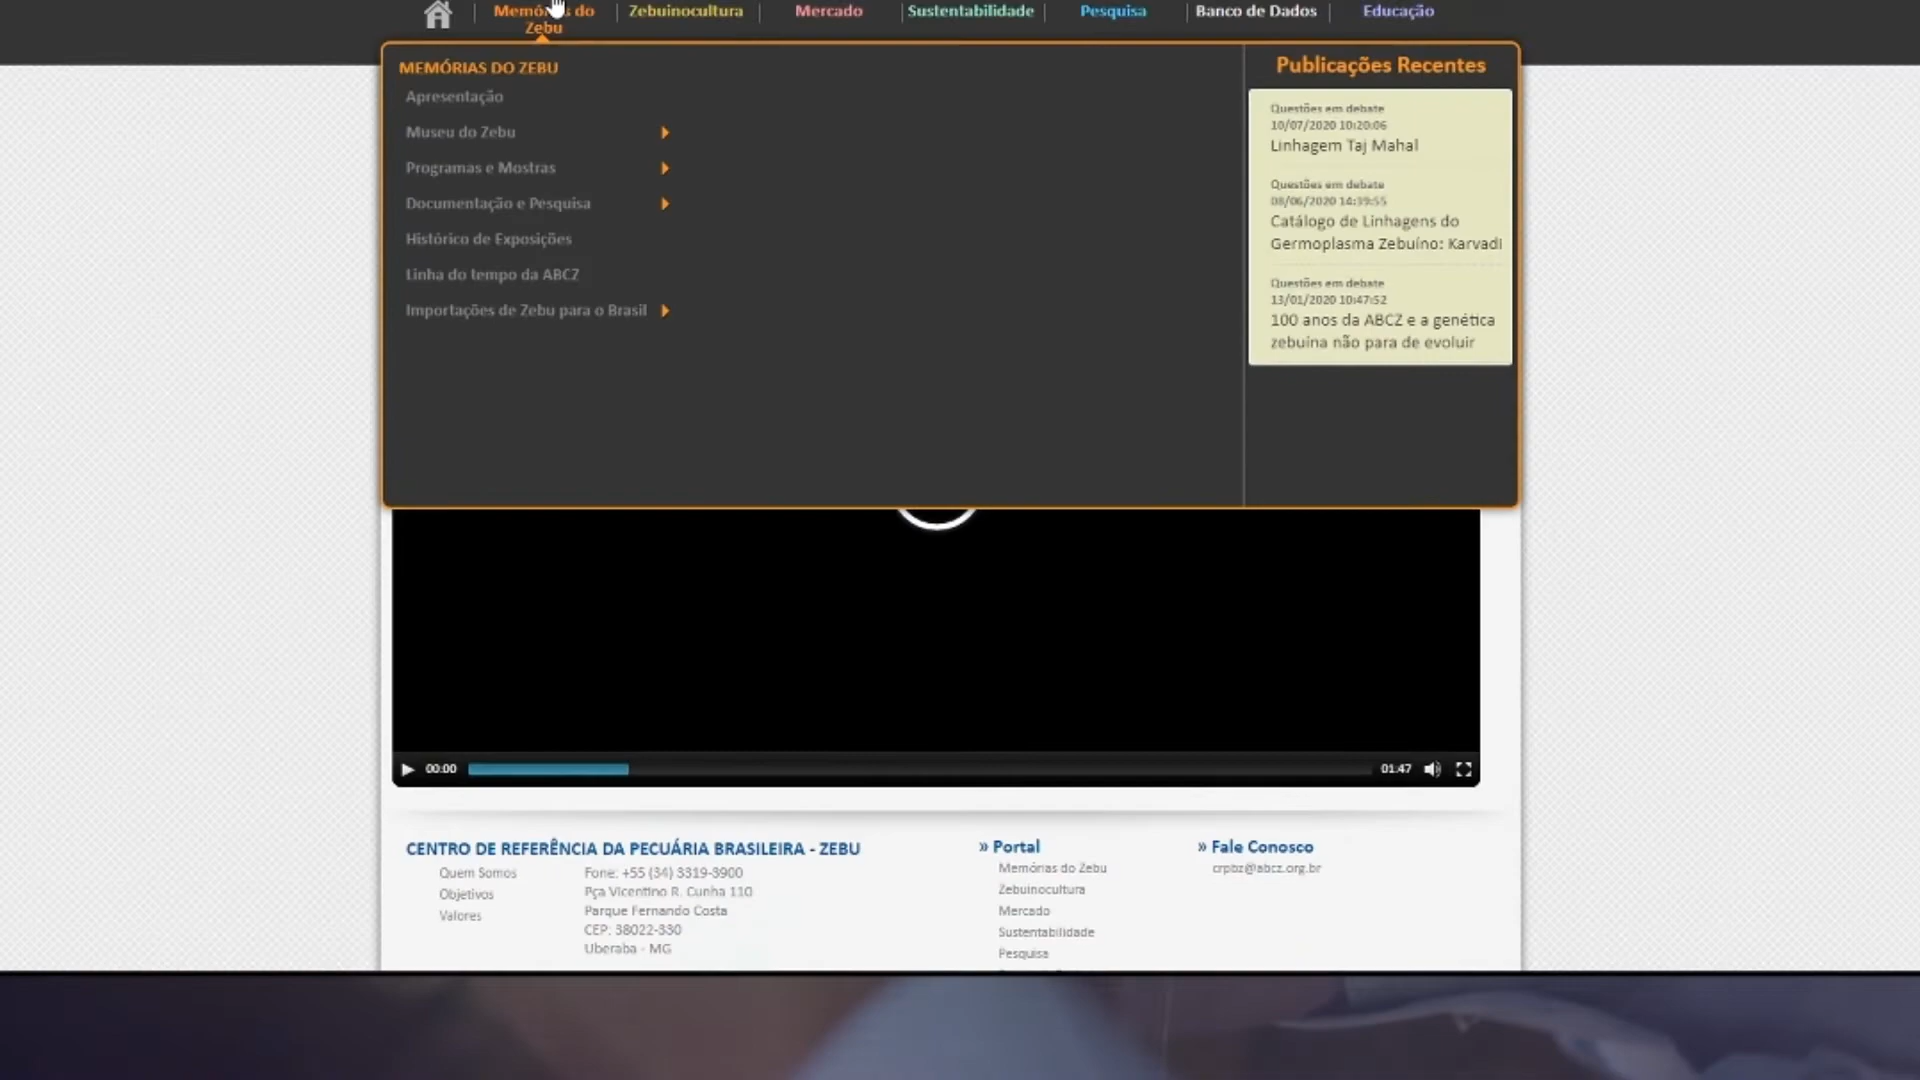 Memórias do
Zebu
Zebuinocultura
Mercado
Sustentabilidade
Pesquisa
Banco de Dados
Educação
MEMÓRIAS DO ZEBU
Apresentação
Museu do Zebu
Programas e Mostras
Documentação e Pesquisa
Histórico de Exposições
Linha do tempo da ABCZ
Importações de Zebu para o Brasil
Publicações Recentes
Questões em debate
10/07/2020 10:20:06
Linhagem Taj Mahal
Questões em debate
08/06/2020 14:39:55
Catálogo de Linhagens do
Germoplasma Zebuíno: Karvadi
Questões em debate
13/01/2020 10:47:52
100 anos da ABCZ e a genética
zebuína não para de evoluir
00:00
01:47
CENTRO DE REFERÊNCIA DA PECUÁRIA BRASILEIRA - ZEBU
Quem Somos
Objetivos
Valores
Fone: +55 (34) 3319-3900
Pça Vicentino R. Cunha 110
Parque Fernando Costa
CEP: 38022-330
Uberaba - MG
» Portal
Memórias do Zebu
Zebuinocultura
Mercado
Sustentabilidade
Pesquisa
» Fale Conosco
crpbz@abcz.org.br